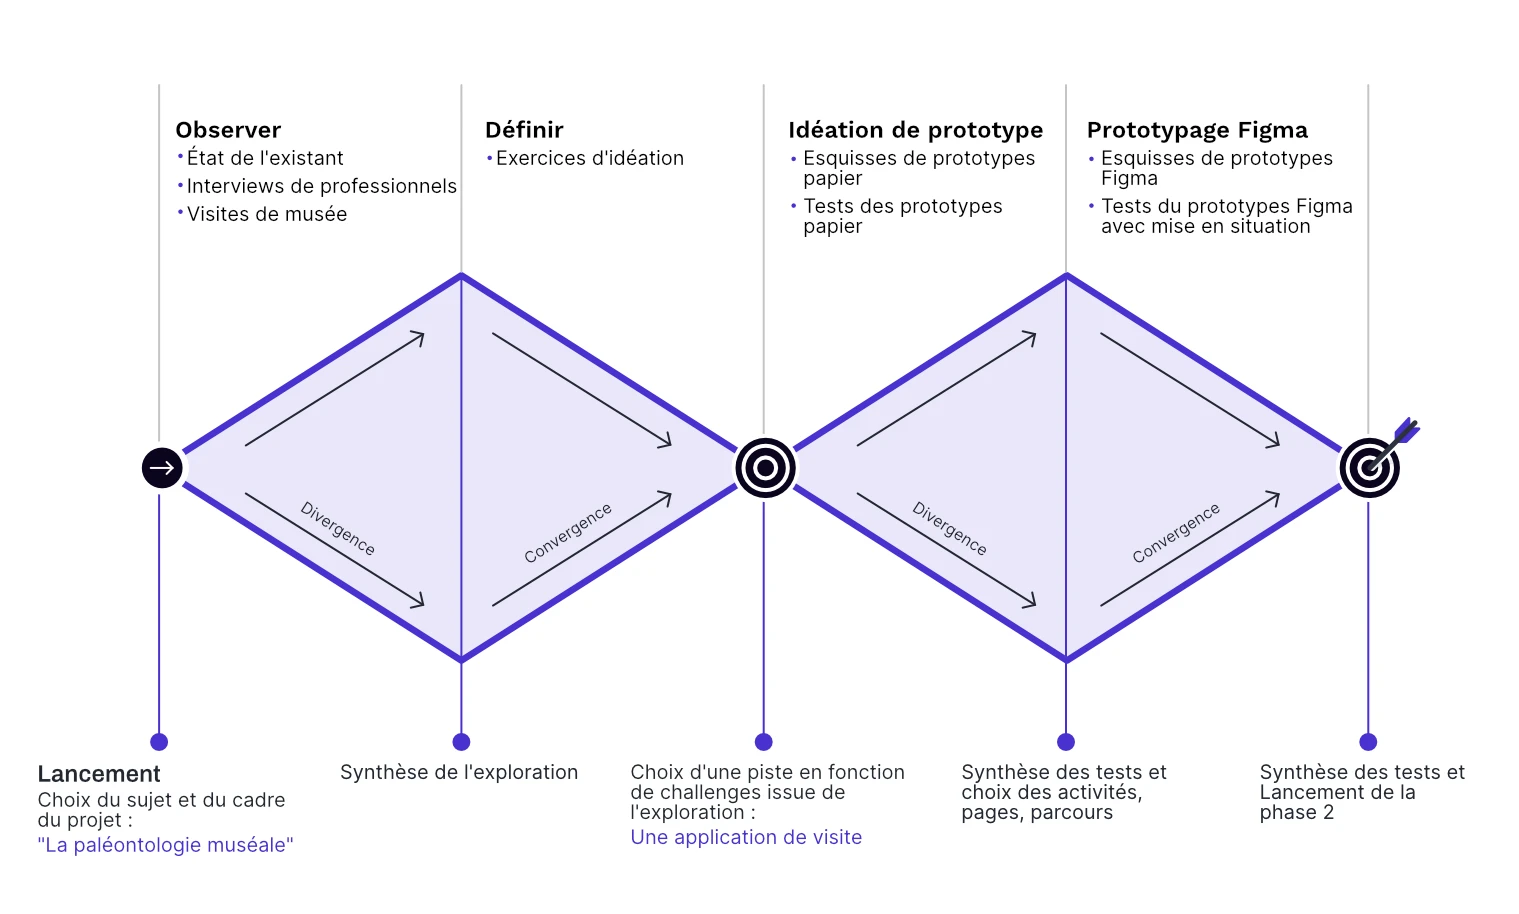 Observer
• État de l'existant
• Interviews de professionnels
• Visites de musée
Définir
• Exercices d'idéation
Idéation de prototype
• Esquisses de prototypes
papier
• Tests des prototypes
papier
Prototypage Figma
• Esquisses de prototypes
Figma
• Tests du prototypes Figma
avec mise en situation
Divergence
Convergence
Divergence
Convergence
Lancement
Choix du sujet et du cadre
du projet :
"La paléontologie muséale"
Synthèse de l'exploration
Choix d'une piste en fonction
de challenges issue de
l'exploration :
Une application de visite
Synthèse des tests et
choix des activités,
pages, parcours
Synthèse des tests et
Lancement de la
phase 2